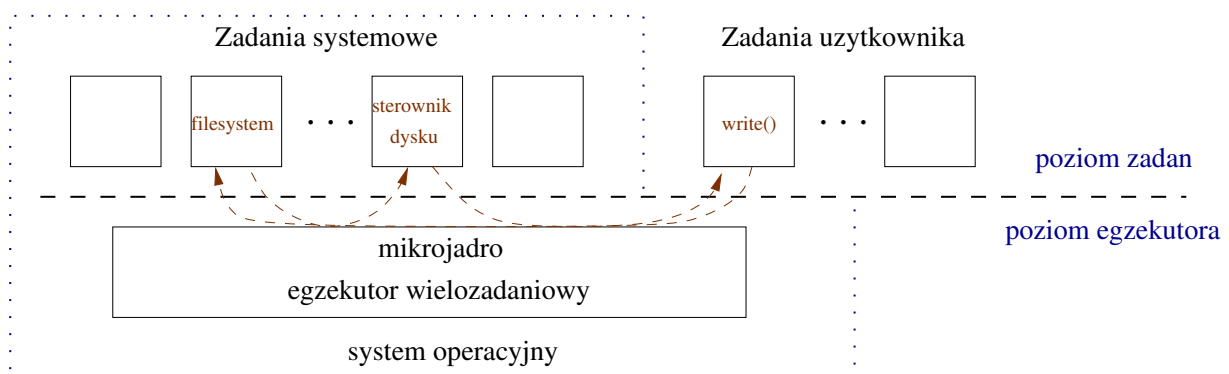 Zadania systemowe
Zadania uzytkownika
filesystem
sterownik
dysku
write()
poziom zadan
poziom egzekutora
mikrojadro
egzekutor wielozadaniowy
system operacyjny